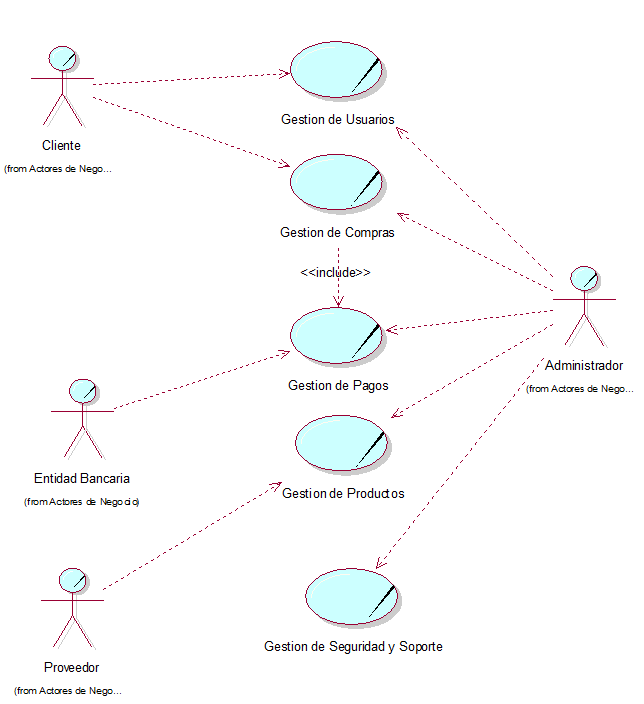 Gestion de Usuarios
Cliente
(from Actores de Nego...
Gestion de Compras
<<include>>
Administrador
(from Actores de Nego...
Gestion de Pagos
Entidad Bancaria
(from Actores de Negocio)
Gestion de Productos
Gestion de Seguridad y Soporte
Proveedor
(from Actores de Nego...